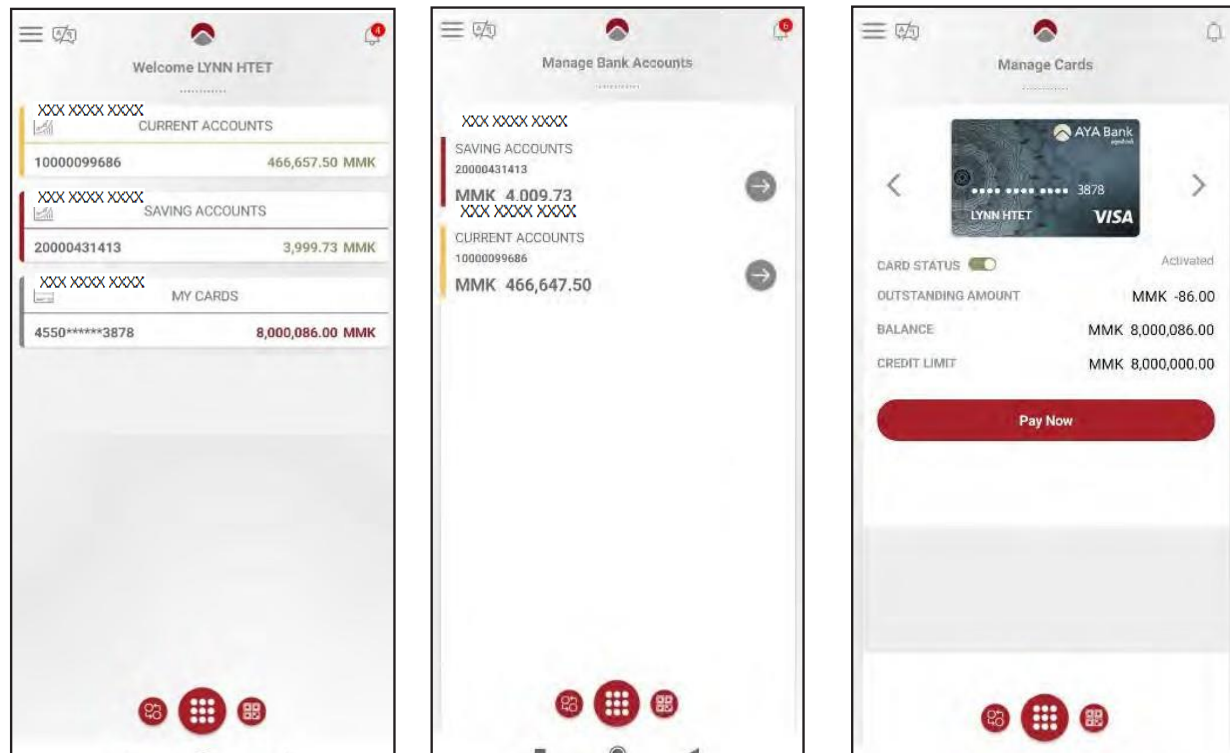 4
Welcome LYNN HTET
XXX XXXX XXXX
CURRENT ACCOUNTS
10000099686 466,657.50 MMK
XXX XXXX XXXX
SAVING ACCOUNTS
20000431413 3,999.73 MMK
XXX XXXX XXXX
MY CARDS
4550******3878 8,000,086.00 MMK
6
Manage Bank Accounts
XXX XXXX XXXX
SAVING ACCOUNTS
20000431413
MMK 4,009.73
XXX XXXX XXXX
CURRENT ACCOUNTS
10000099686
MMK 466,647.50
Manage Cards
AYA Bank
•••• •••• •••• 3878
LYNN HTET VISA
CARD STATUS Activated
OUTSTANDING AMOUNT MMK -86.00
BALANCE MMK 8,000,086.00
CREDIT LIMIT MMK 8,000,000.00
Pay Now